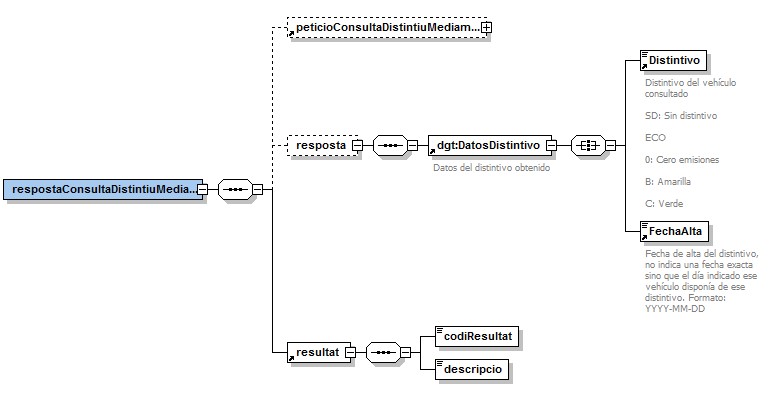 peticioConsultaDistintiuMediam...
Distintivo
Distintivo del vehículo
consultado
SD: Sin distintivo
ECO
0: Cero emisiones
B: Amarilla
C: Verde
resposta
dgt:DatosDistintivo
Datos del distintivo obtenido
respostaConsultaDistintiuMedia...
FechaAlta
Fecha de alta del distintivo,
no indica una fecha exacta
sino que el día indicado ese
vehículo disponía de ese
distintivo. Formato:
YYYY-MM-DD
resultat
codiResultat
descripcio